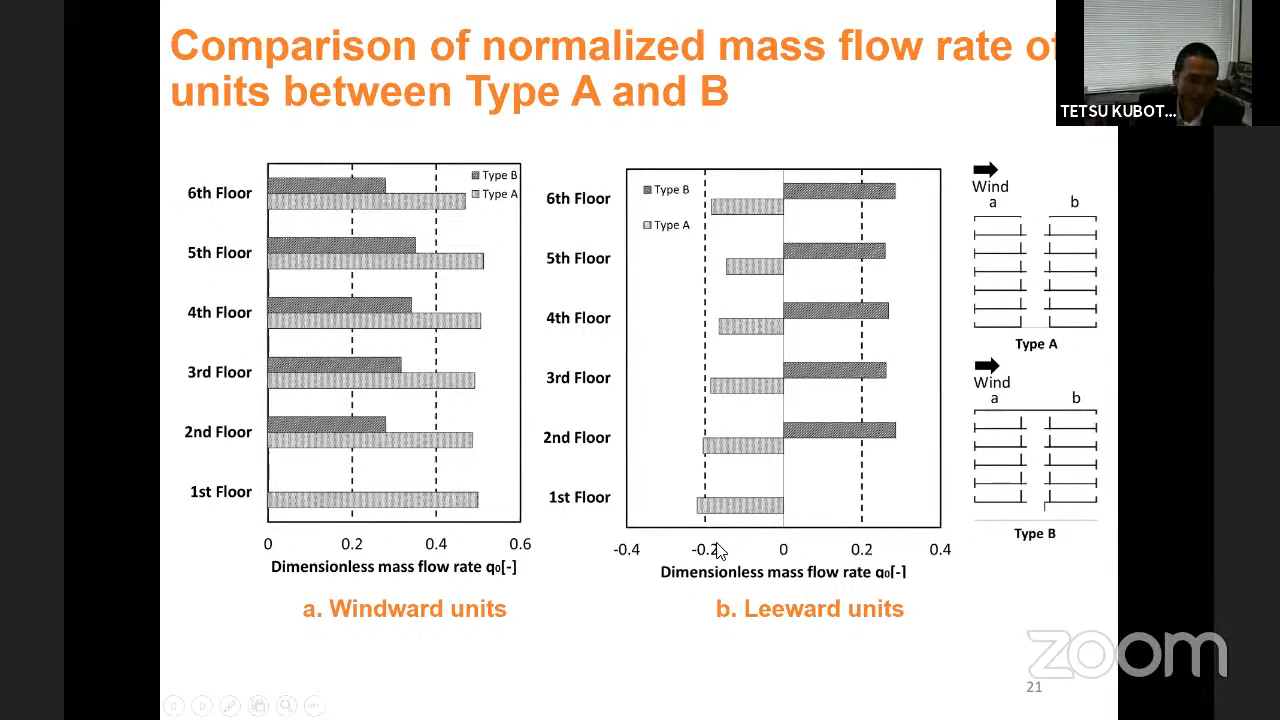 Comparison of normalized mass flow rate of
units between Type A and B
TETSU KUBOT...
6th Floor
5th Floor
4th Floor
3rd Floor
2nd Floor
1st Floor
Type B
Type A
0 0.2 0.4 0.6
Dimensionless mass flow rate q₀[-]
a. Windward units
6th Floor
5th Floor
4th Floor
3rd Floor
2nd Floor
1st Floor
Type B
Type A
-0.4 -0.2 0 0.2 0.4
Dimensionless mass flow rate q₀[-]
b. Leeward units
Wind
a b
Type A
Wind
a b
Type B
zoom
21